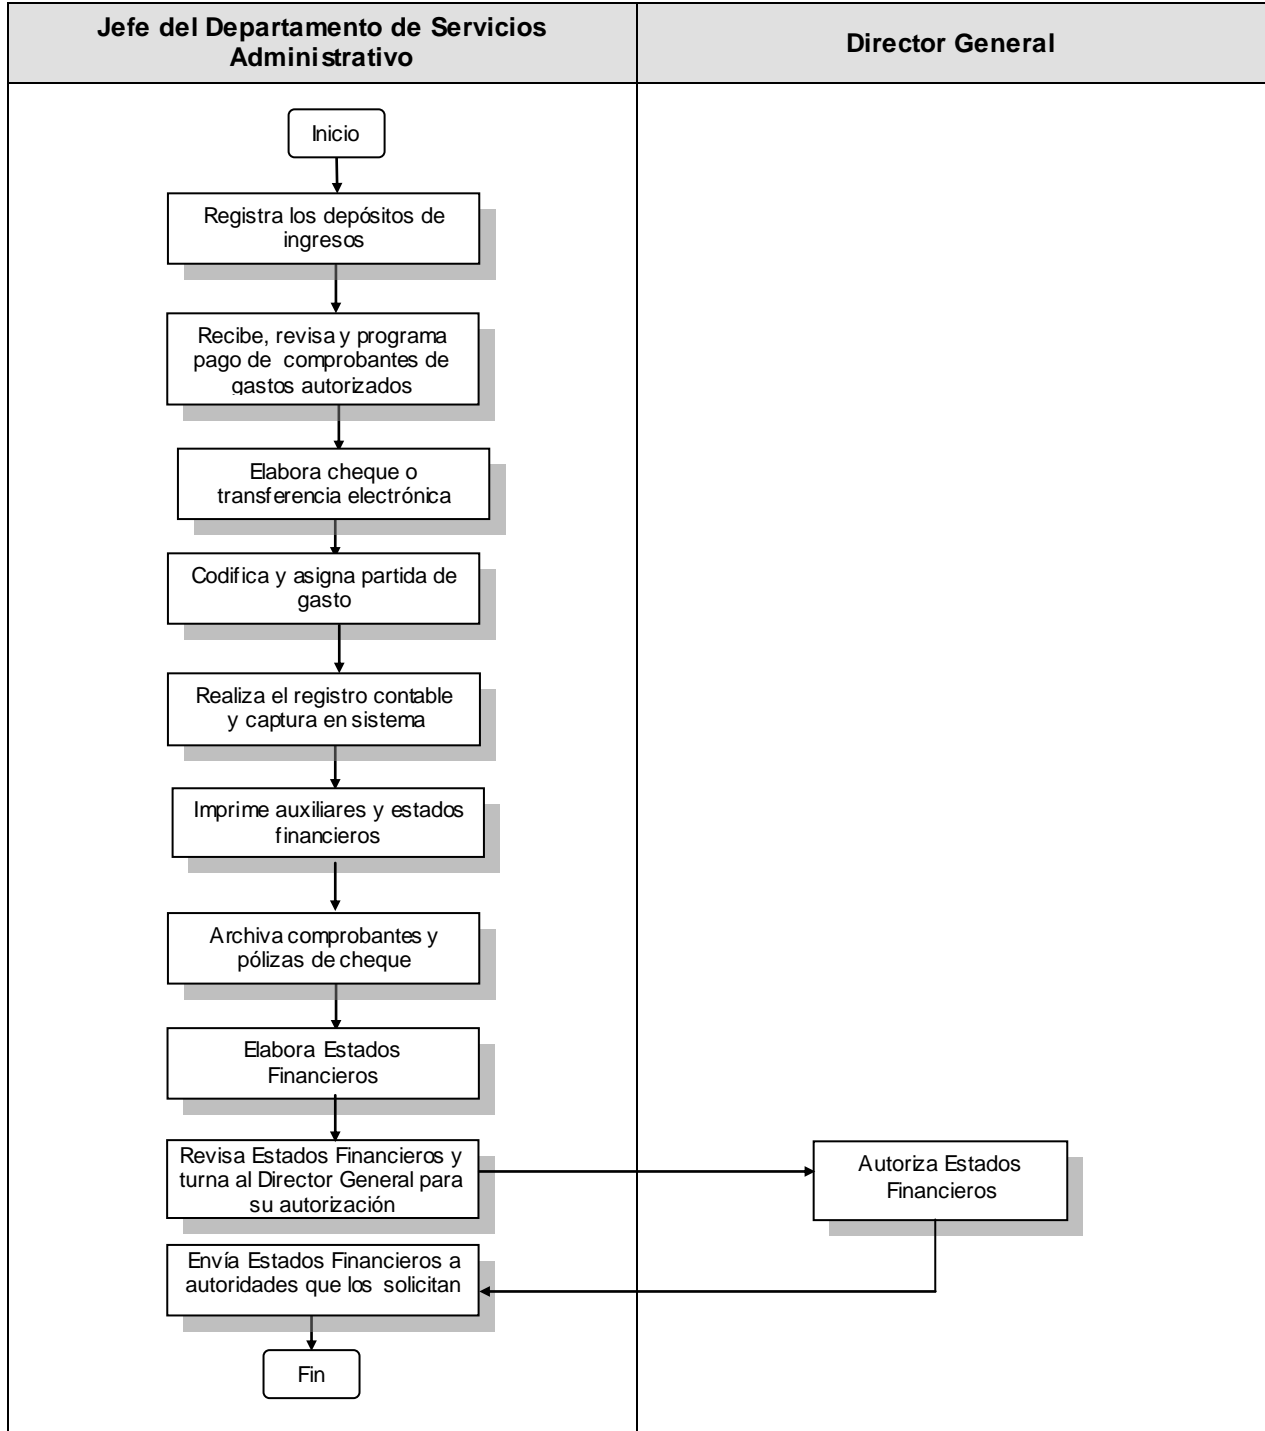 Jefe del Departamento de Servicios
Administrativo
Director General
Inicio
Registra los depósitos de
ingresos
Recibe, revisa y programa
pago de comprobantes de
gastos autorizados
Elabora cheque o
transferencia electrónica
Codifica y asigna partida de
gasto
Realiza el registro contable
y captura en sistema
Imprime auxiliares y estados
financieros
Archiva comprobantes y
pólizas de cheque
Elabora Estados
Financieros
Revisa Estados Financieros y
turna al Director General para
su autorización
Autoriza Estados
Financieros
Envía Estados Financieros a
autoridades que los solicitan
Fin